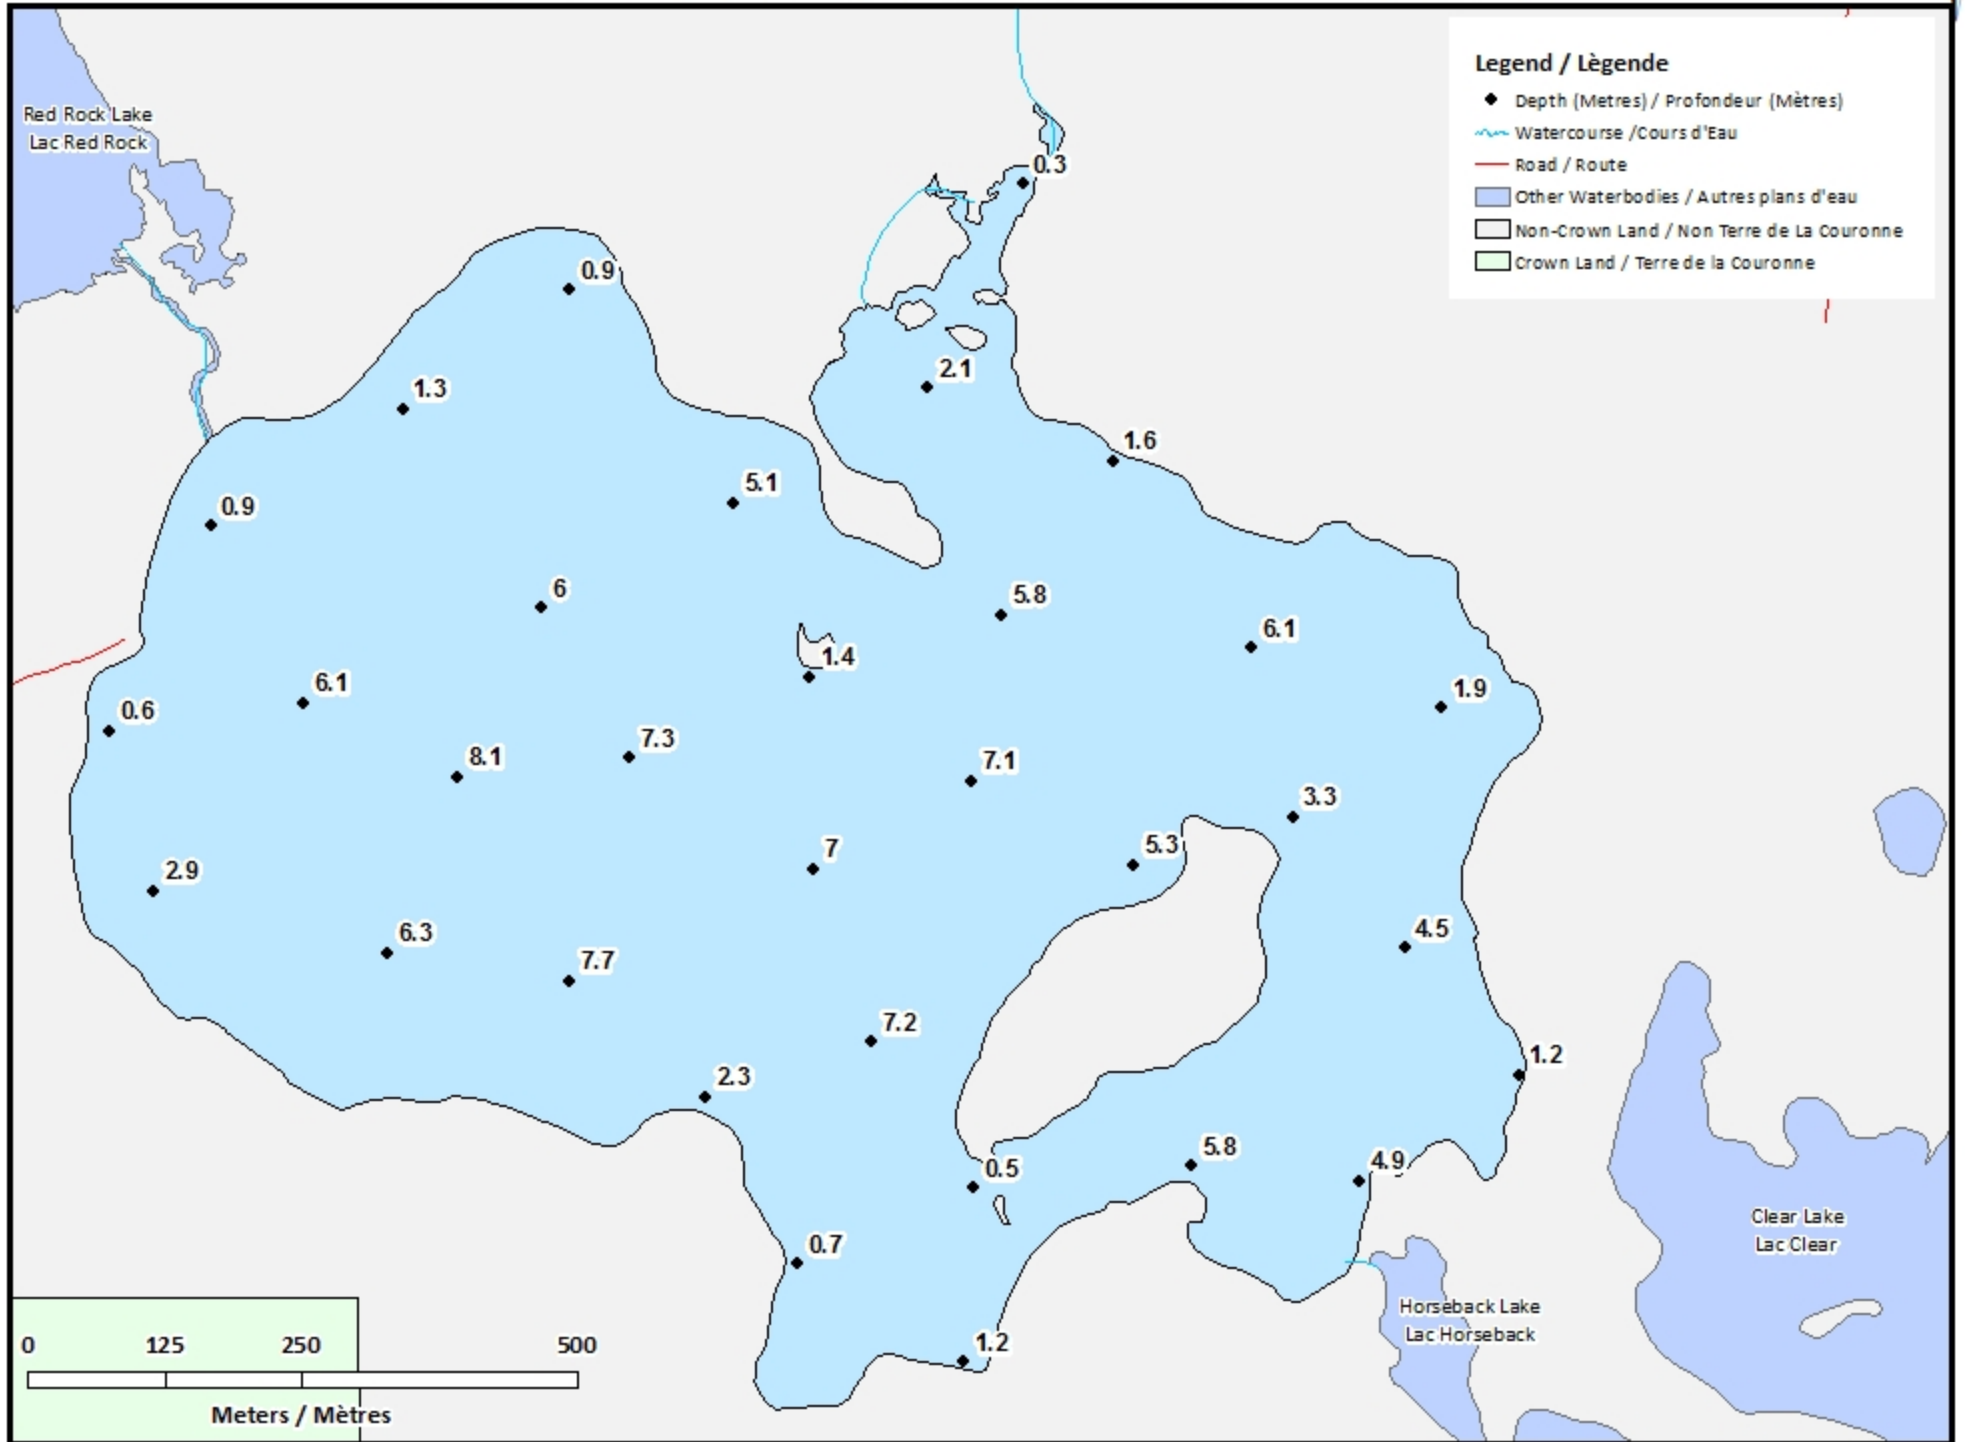 Legend / Lègende
Depth (Metres) / Profondeur (Mètres)
Watercourse /Cours d'Eau
Road / Route
Other Waterbodies / Autres plans d'eau
Non-Crown Land / Non Terre de La Couronne
Crown Land / Terre de la Couronne
Red Rock Lake
Lac Red Rock
0.3
0.9
2.1
1.3
1.6
5.1
0.9
6
5.8
6.1
1.4
6.1
1.9
0.6
7.3
8.1
7.1
3.3
7
5.3
2.9
4.5
6.3
7.7
7.2
1.2
2.3
5.8
4.9
0.5
Clear Lake
Lac Clear
0.7
Horseback Lake
Lac Horseback
1.2
0 125 250 500
Meters / Mètres